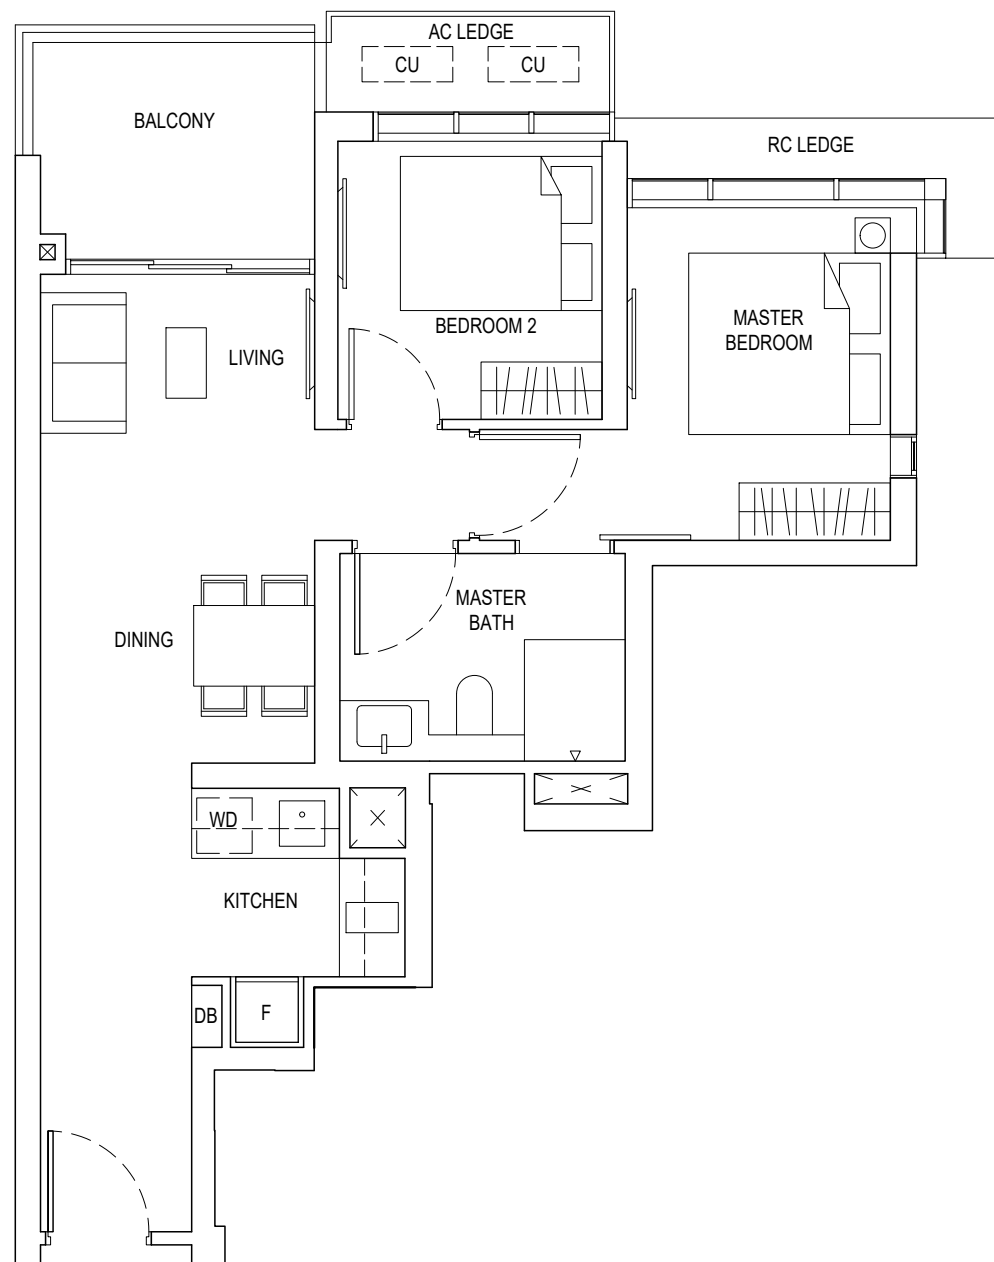 AC LEDGE
CU
CU
BALCONY
RC LEDGE
BEDROOM 2
MASTER
BEDROOM
LIVING
MASTER
BATH
DINING
WD
KITCHEN
DB
F